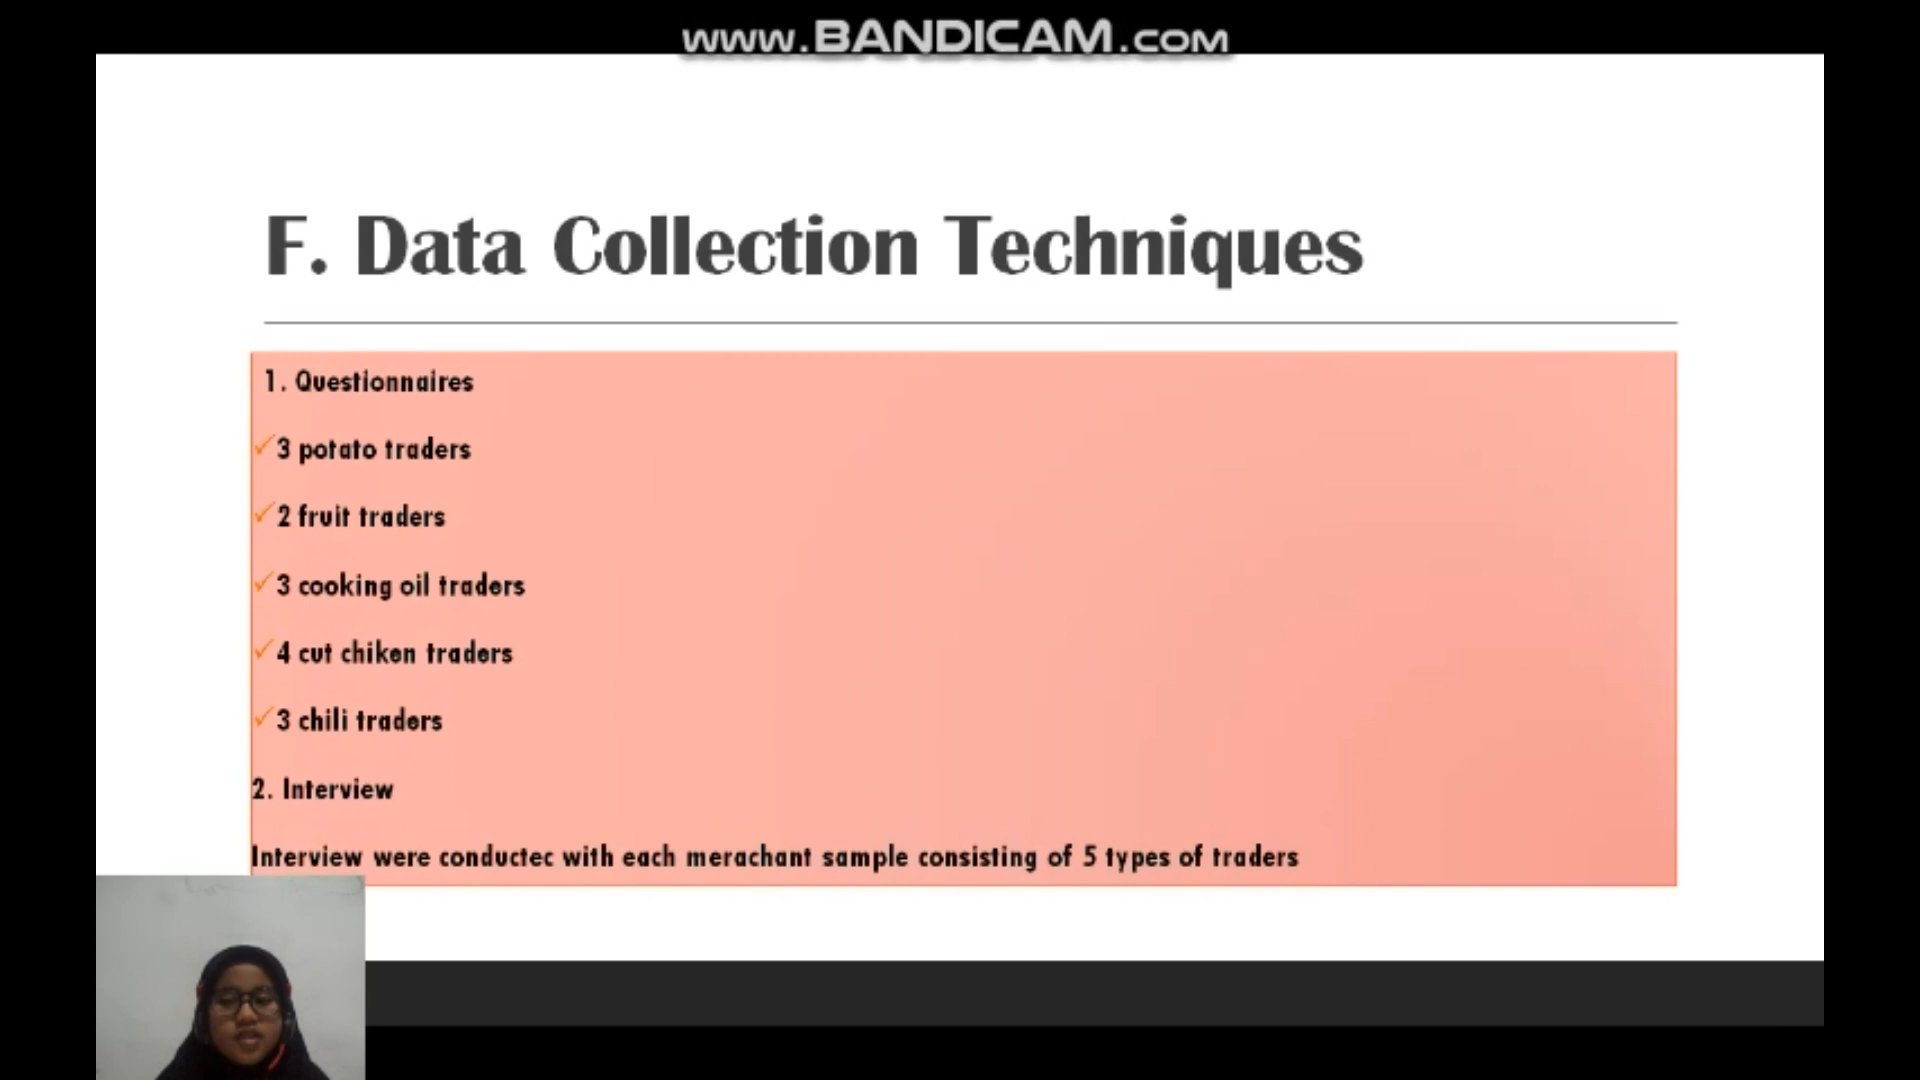 www.BANDICAM.com
F. Data Collection Techniques
1. Questionnaires
✓3 potato traders
✓2 fruit traders
✓3 cooking oil traders
✓4 cut chiken traders
✓3 chili traders
2. Interview
Interview were conductec with each merachant sample consisting of 5 types of traders